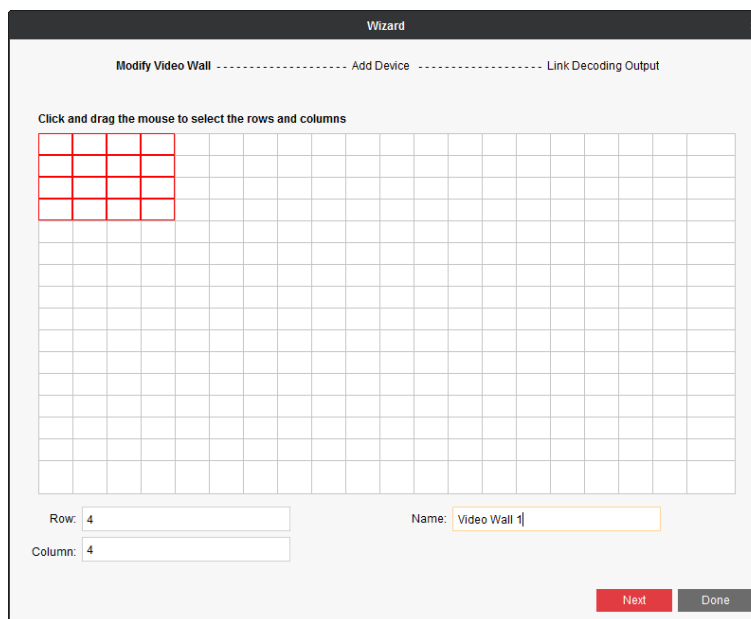 Wizard
Modify Video Wall - - - - - - - - - - - - - - - - - - - - Add Device - - - - - - - - - - - - - - - - - - - Link Decoding Output
Click and drag the mouse to select the rows and columns
Row: 4 Name: Video Wall 1
Column: 4
Next Done